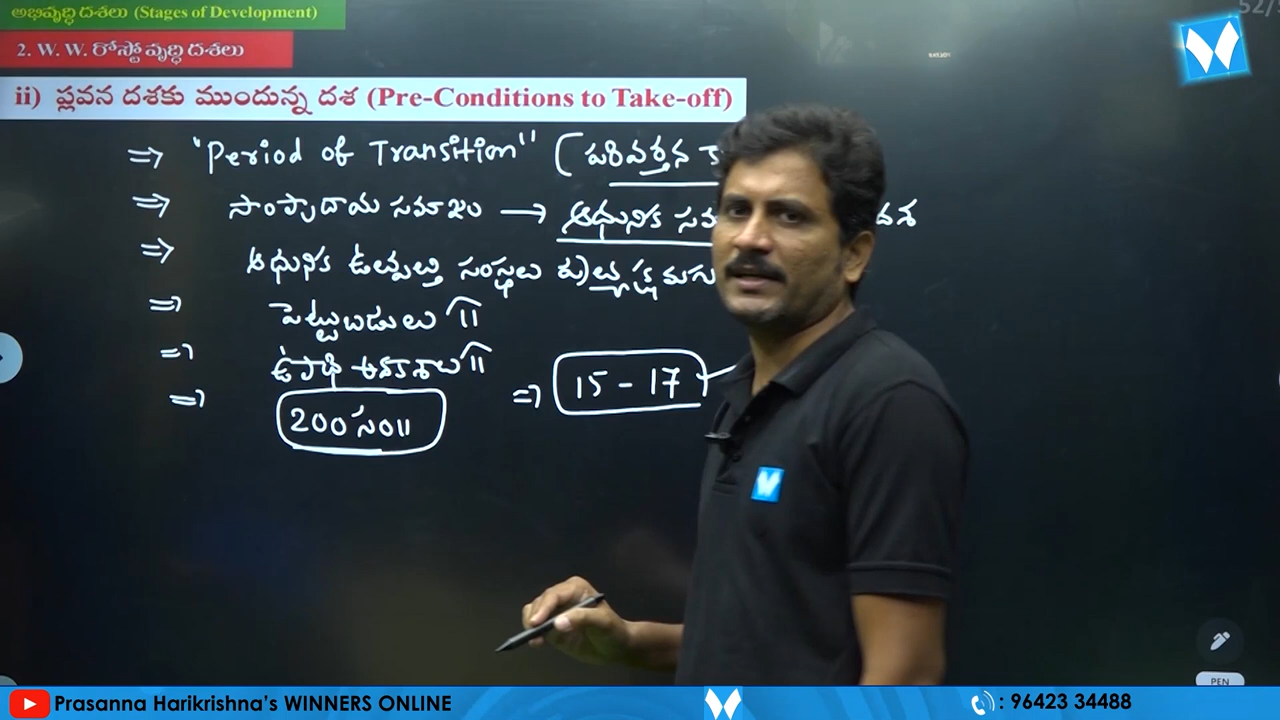 అభివృద్ధి దశలు (Stages of Development)
52/
2. W. W. రోస్టో వృద్ధి దశలు
ii) ప్లవన దశకు ముందున్న దశ (Pre-Conditions to Take-off)
=> "Period of Transition" (పరివర్తన
=> సాంప్రదాయ సమాజం → ఆధునిక సమ దశ
=> ఆధునిక ఉత్పత్తి సంస్థలు
=> పెట్టుబడులు ⇑
=> ఉపాధి అవకాశాలు ⇑
=> 200 సం॥ => 15 - 17
PEN
Prasanna Harikrishna's WINNERS ONLINE
: 96423 34488